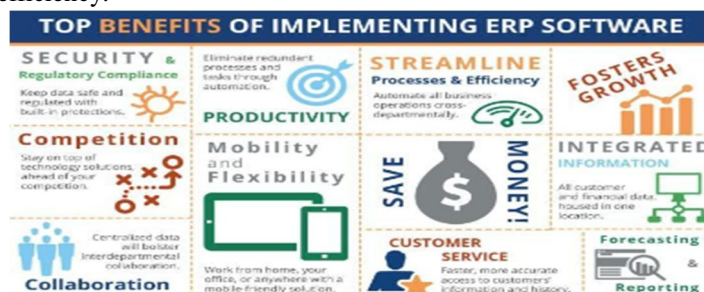 efficiency.
TOP BENEFITS OF IMPLEMENTING ERP SOFTWARE
SECURITY &
Regulatory Compliance
Keep data safe and
regulated with
built-in protections.
Eliminate redundant
processes and
tasks through
automation.
PRODUCTIVITY
STREAMLINE
Processes & Efficiency
Automate all business
operations cross-
departmentally.
FOSTERS
GROWTH
Competition
Stay on top of
technology solutions,
ahead of your
competition.
Mobility
and
Flexibility
Work from home, your
office, or anywhere with a
mobile friendly solution.
SAVE
$
MONEY!
INTEGRATED
INFORMATION
All customer
and financial data,
housed in one
location.
Centralized data
will bolster
interdepartmental
collaboration.
Collaboration
CUSTOMER
SERVICE
Faster, more accurate
access to customers'
information and history.
Forecasting
&
Reporting